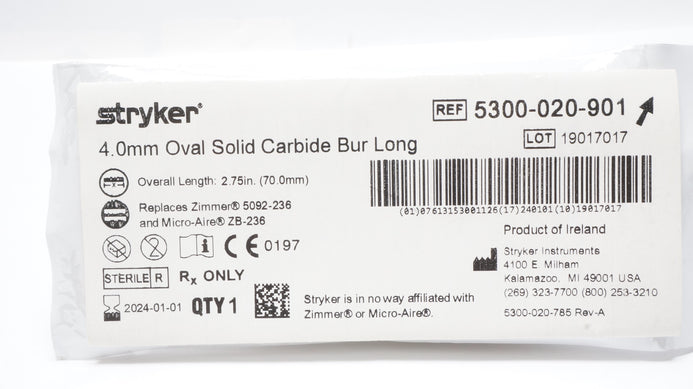 stryker®
REF 5300-020-901
LOT 19017017
4.0mm Oval Solid Carbide Bur Long
Overall Length: 2.75in. (70.0mm)
(01)07613153001126(17)240101(10)19017017
Replaces Zimmer® 5092-236
and Micro-Aire® ZB-236
2 i CE 0197
STERILE R Rx ONLY
2024-01-01 QTY 1
Stryker is in no way affiliated with
Zimmer® or Micro-Aire®.
Product of Ireland
Stryker Instruments
4100 E. Milham
Kalamazoo, MI 49001 USA
(269) 323-7700 (800) 253-3210
5300-020-785 Rev-A